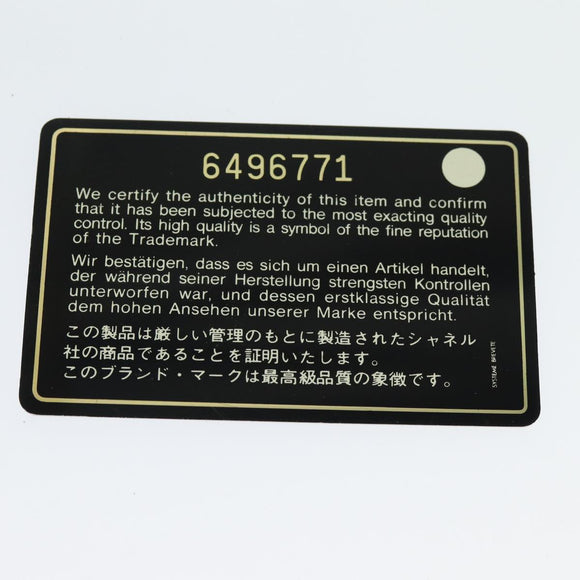 6496771
We certify the authenticity of this item and confirm
that it has been subjected to the most exacting quality
control. Its high quality is a symbol of the fine reputation
of the Trademark.
Wir bestätigen, dass es sich um einen Artikel handelt,
der während seiner Herstellung strengsten Kontrollen
unterworfen war, und dessen erstklassige Qualität
dem hohen Ansehen unserer Marke entspricht.
この製品は厳しい管理のもとに製造されたシャネル
社の商品であることを証明いたします。
このブランド・マークは最高級品質の象徴です。
SYSTEME BREVETE